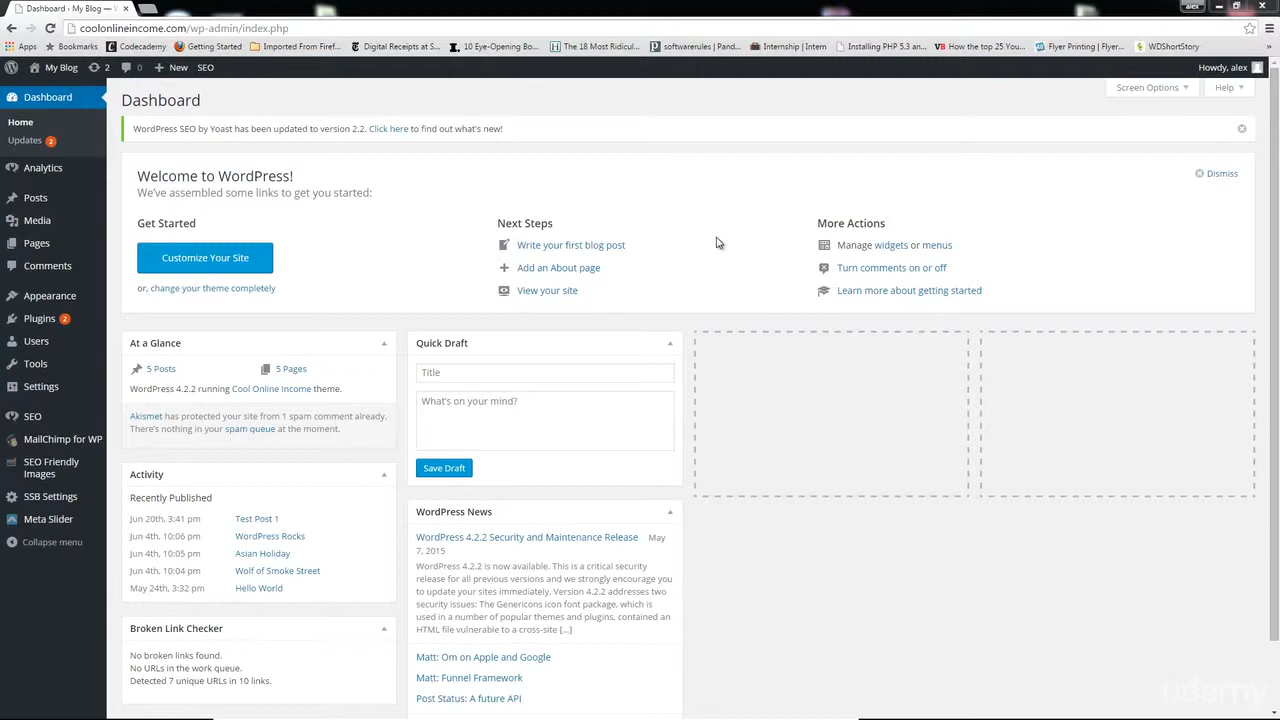 Dashboard ‹ My Blog — W
alex
coolonlineincome.com/wp-admin/index.php
Apps Bookmarks Codecademy Getting Started Imported From Firef... Digital Receipts at S... 10 Eye-Opening Bo... The 18 Most Ridicul... softwarerules | Pand... Internship | Intern Installing PHP 5.3 an... How the top 25 You... Flyer Printing | Flyer... WDShortStory
My Blog 2 0 New SEO Howdy, alex
Screen Options Help
Dashboard
Home
Updates 2
Analytics
Posts
Media
Pages
Comments
Appearance
Plugins 2
Users
Tools
Settings
SEO
MailChimp for WP
SEO Friendly
Images
SSB Settings
Meta Slider
Collapse menu
Dashboard
WordPress SEO by Yoast has been updated to version 2.2. Click here to find out what's new!
Welcome to WordPress!
Dismiss
We've assembled some links to get you started:
Get Started
Customize Your Site
or, change your theme completely
Next Steps
Write your first blog post
Add an About page
View your site
More Actions
Manage widgets or menus
Turn comments on or off
Learn more about getting started
At a Glance
5 Posts 5 Pages
WordPress 4.2.2 running Cool Online Income theme.
Akismet has protected your site from 1 spam comment already.
There's nothing in your spam queue at the moment.
Activity
Recently Published
Jun 20th, 3:41 pm Test Post 1
Jun 4th, 10:06 pm WordPress Rocks
Jun 4th, 10:05 pm Asian Holiday
Jun 4th, 10:04 pm Wolf of Smoke Street
May 24th, 3:32 pm Hello World
Broken Link Checker
No broken links found.
No URLs in the work queue.
Detected 7 unique URLs in 10 links.
Quick Draft
Title
What's on your mind?
Save Draft
WordPress News
WordPress 4.2.2 Security and Maintenance Release May
7, 2015
WordPress 4.2.2 is now available. This is a critical security
release for all previous versions and we strongly encourage you
to update your sites immediately. Version 4.2.2 addresses two
security issues: The Genericons icon font package, which is
used in a number of popular themes and plugins, contained an
HTML file vulnerable to a cross-site [...]
Matt: Om on Apple and Google
Matt: Funnel Framework
Post Status: A future API
udemy